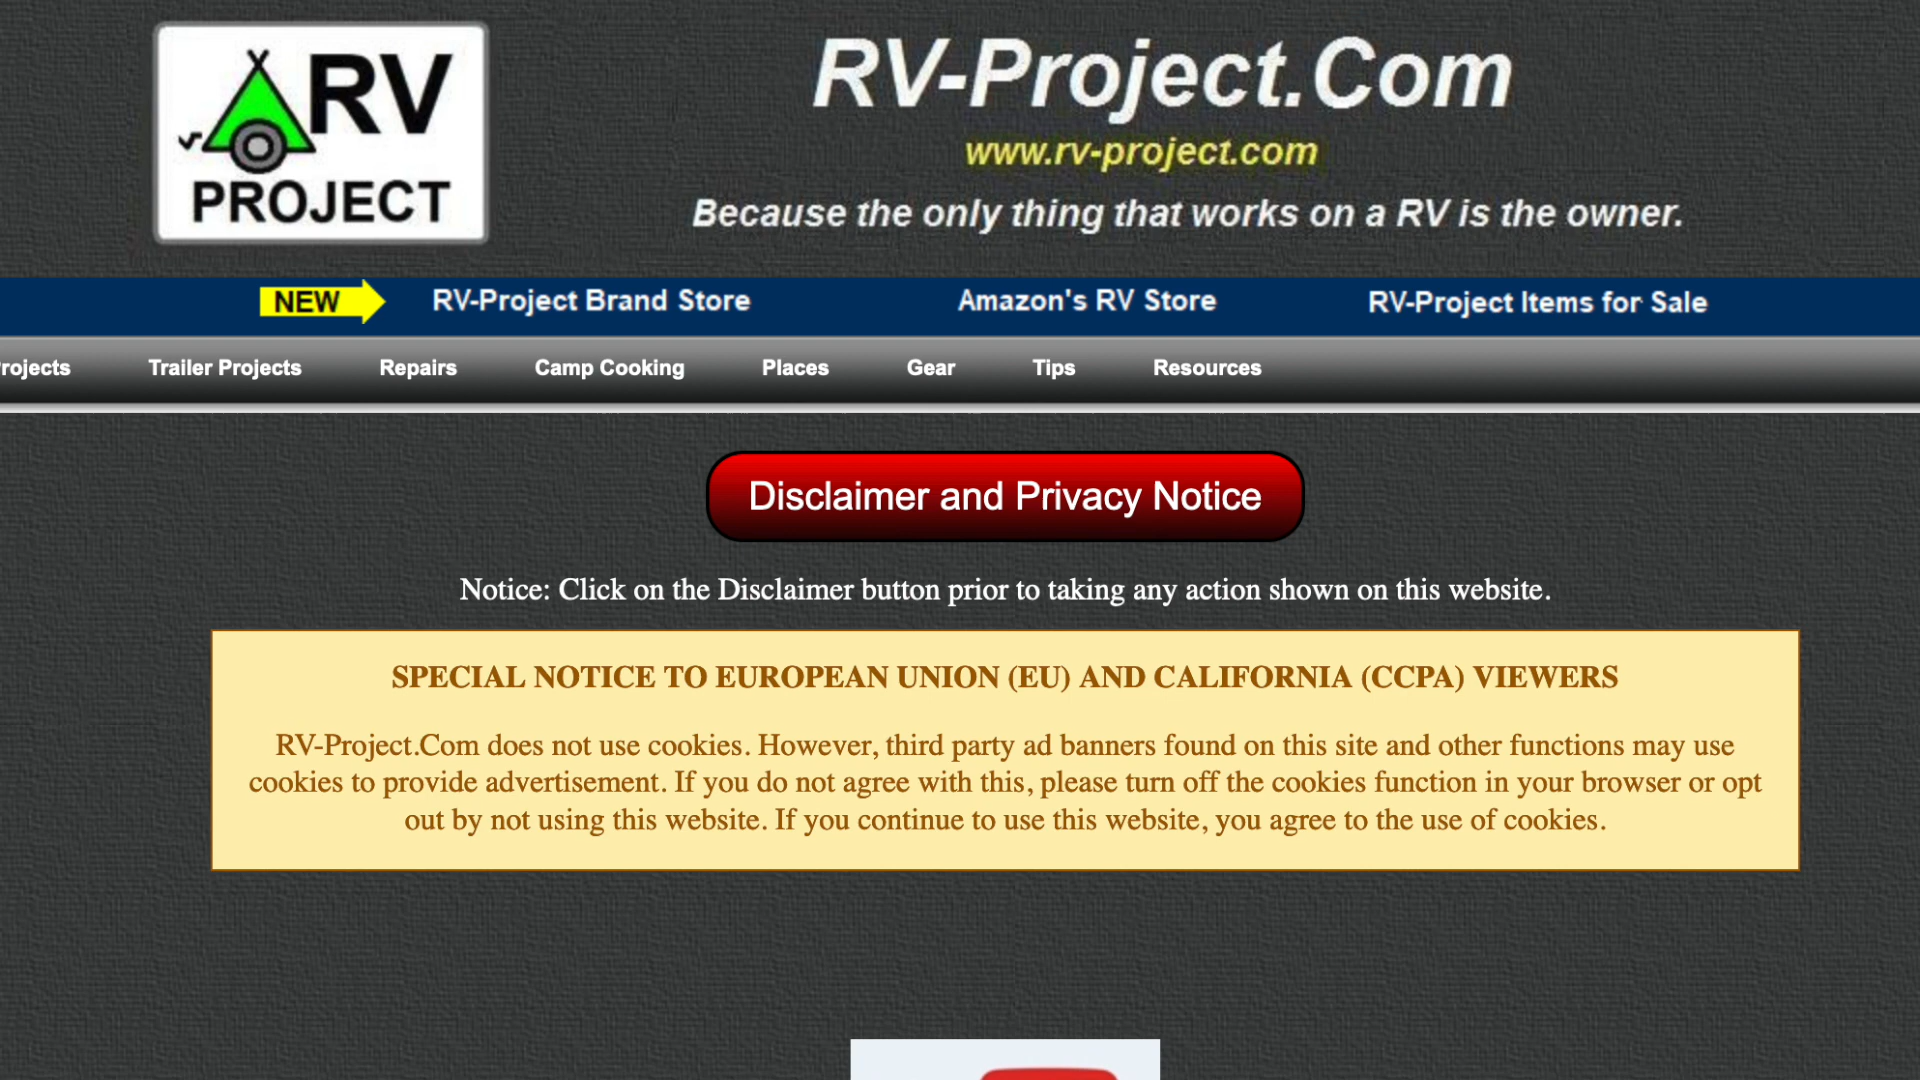 RV
PROJECT
RV-Project.Com
www.rv-project.com
Because the only thing that works on a RV is the owner.
NEW RV-Project Brand Store Amazon's RV Store RV-Project Items for Sale
rojects Trailer Projects Repairs Camp Cooking Places Gear Tips Resources
Disclaimer and Privacy Notice
Notice: Click on the Disclaimer button prior to taking any action shown on this website.
SPECIAL NOTICE TO EUROPEAN UNION (EU) AND CALIFORNIA (CCPA) VIEWERS
RV-Project.Com does not use cookies. However, third party ad banners found on this site and other functions may use
cookies to provide advertisement. If you do not agree with this, please turn off the cookies function in your browser or opt
out by not using this website. If you continue to use this website, you agree to the use of cookies.